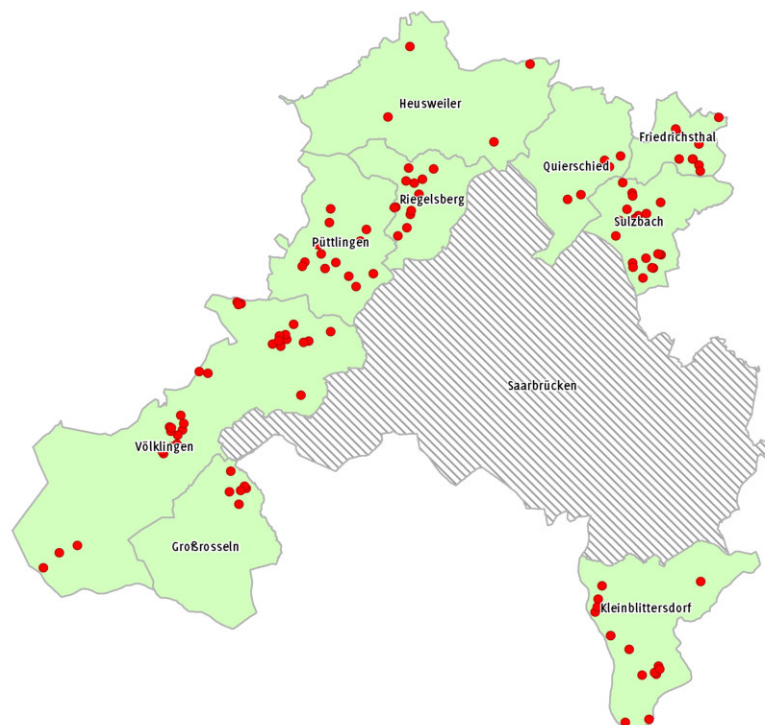 Heusweiler
Friedrichsthal
Quierschied
Riegelsberg
Sulzbach
Püttlingen
Saarbrücken
Völklingen
Großrosseln
Kleinblittersdorf